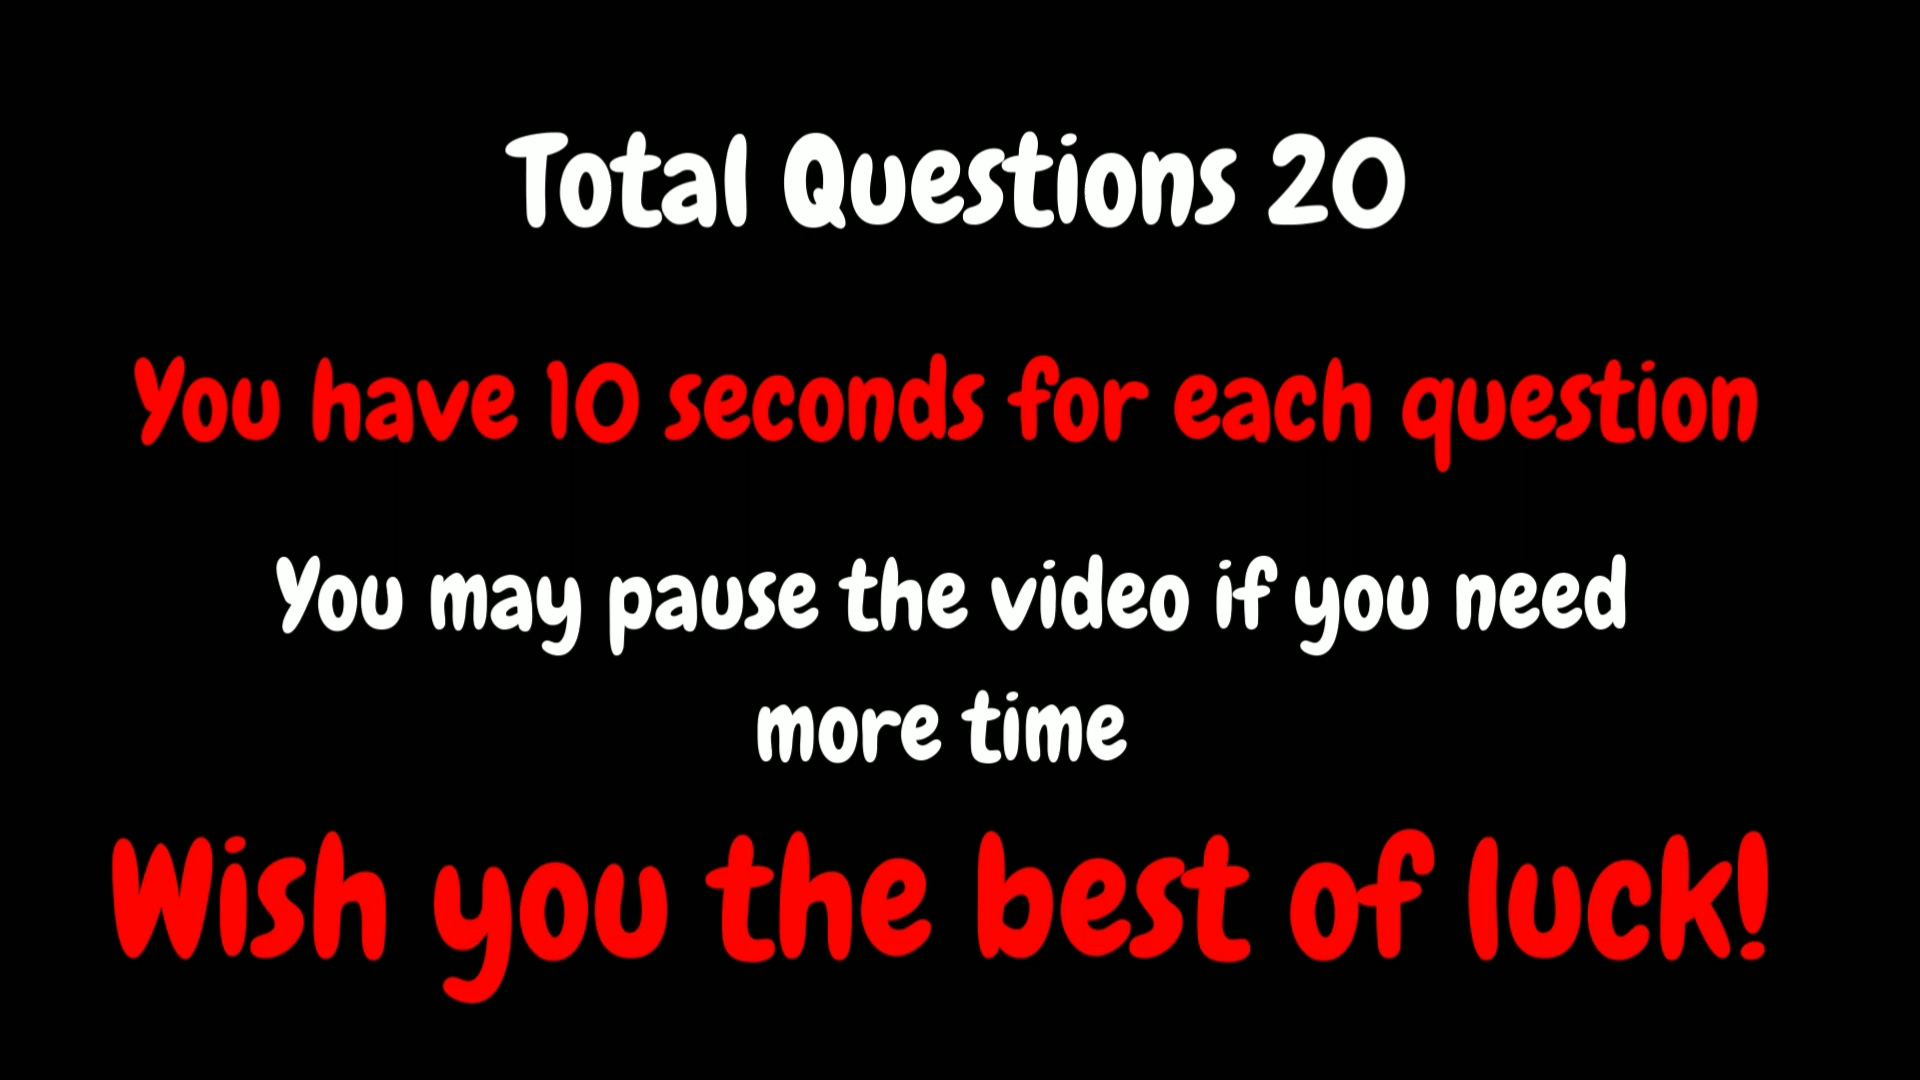 Total Questions 20
You have 10 seconds for each question
You may pause the video if you need
more time
Wish you the best of luck!